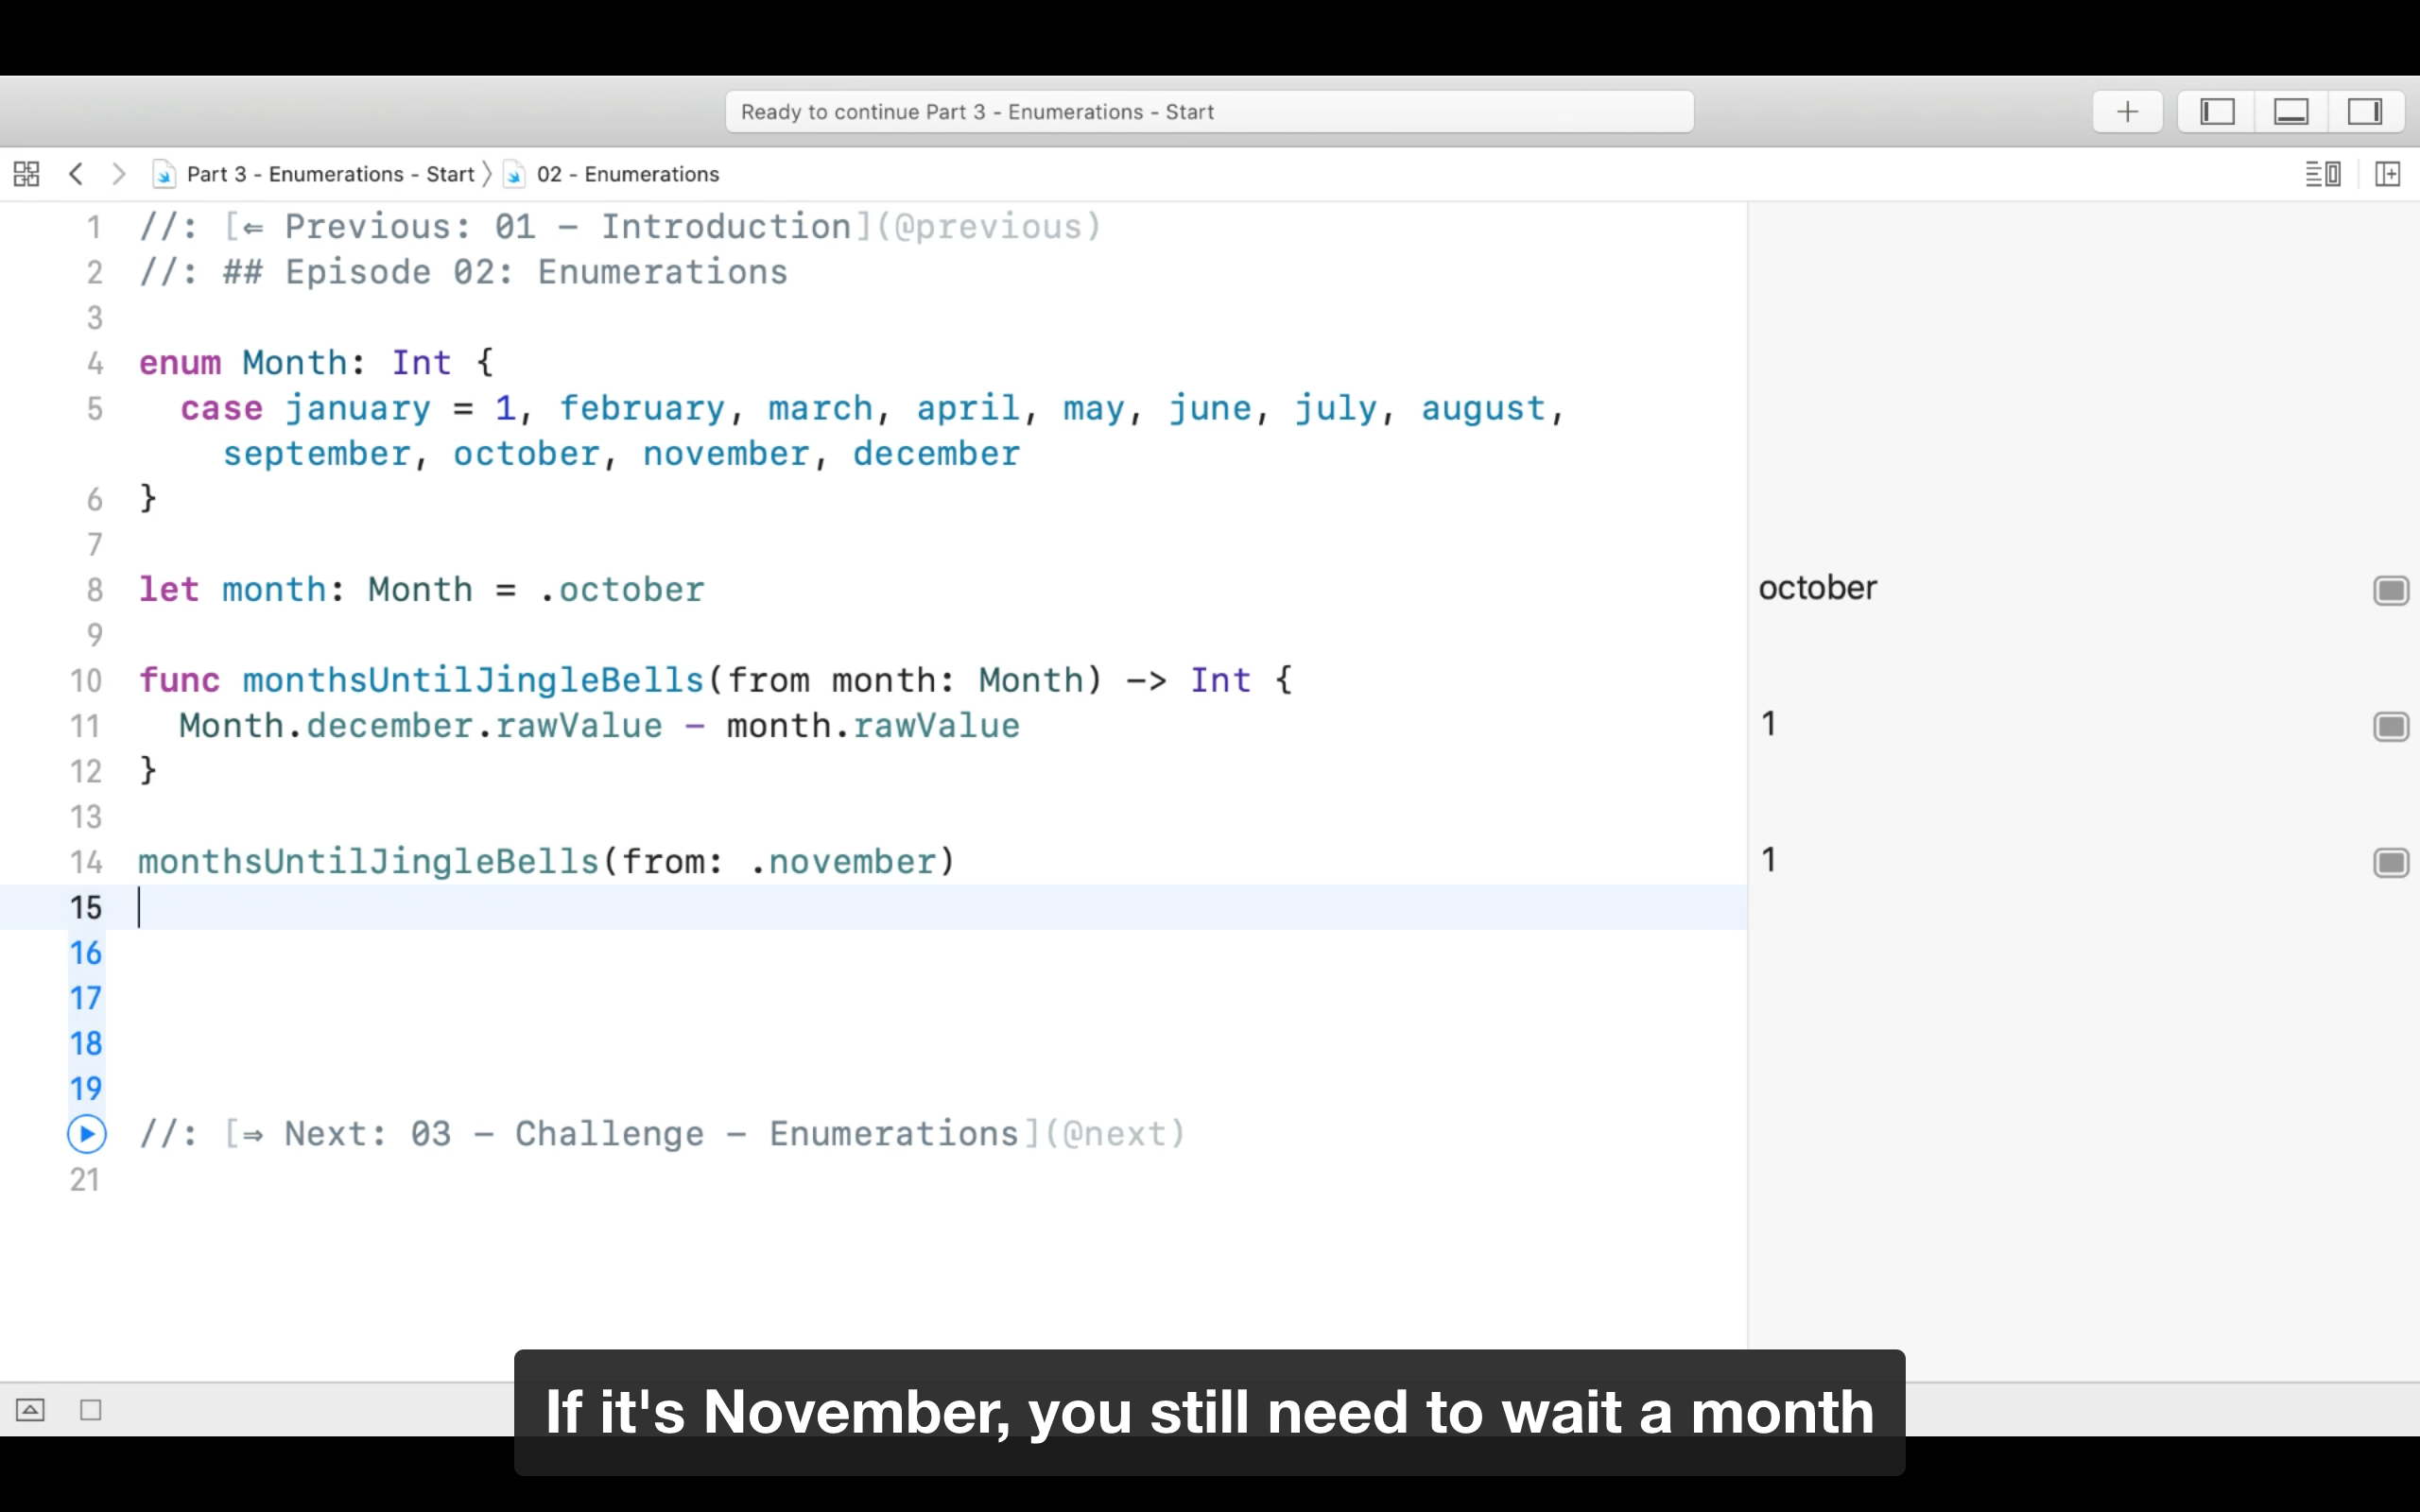 Ready to continue Part 3 - Enumerations - Start
Part 3 - Enumerations - Start 〉 02 - Enumerations
1 //: [⇐ Previous: 01 - Introduction](@previous)
2 //: ## Episode 02: Enumerations
3
4 enum Month: Int {
5 case january = 1, february, march, april, may, june, july, august,
september, october, november, december
6 }
7
8 let month: Month = .october
october
9
10 func monthsUntilJingleBells(from month: Month) -> Int {
11 Month.december.rawValue - month.rawValue
1
12 }
13
14 monthsUntilJingleBells(from: .november)
1
15
16
17
18
19
//: [⇒ Next: 03 - Challenge - Enumerations](@next)
21
If it's November, you still need to wait a month